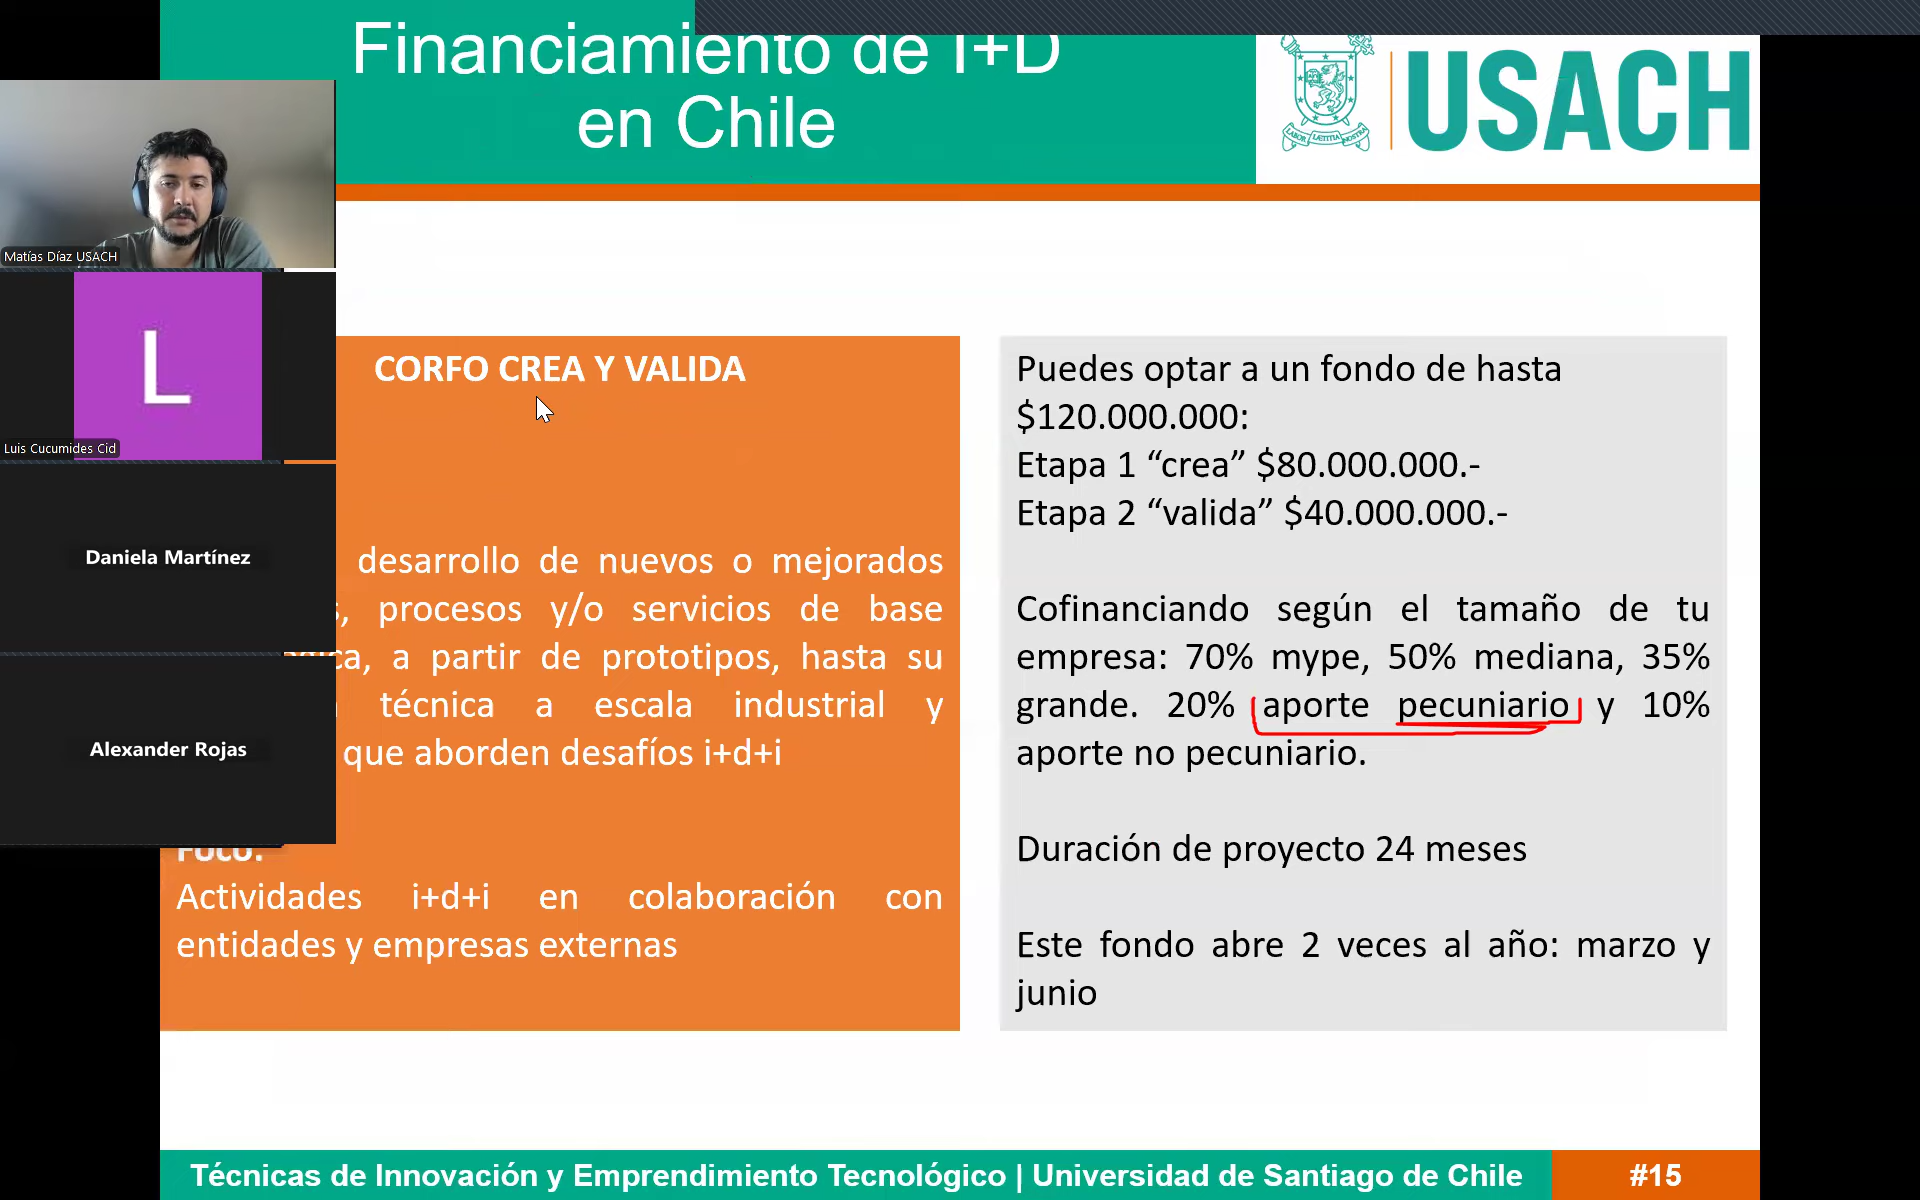 Financiamiento de I+D
en Chile
USACH
LABOR LÆTITIA NOSTRA
Matías Díaz USACH
L
Luis Cucumides Cid
Daniela Martínez
Alexander Rojas
CORFO CREA Y VALIDA
desarrollo de nuevos o mejorados
procesos y/o servicios de base
a partir de prototipos, hasta su
técnica a escala industrial y
que aborden desafíos i+d+i
Foco:
Actividades i+d+i en colaboración con
entidades y empresas externas
Puedes optar a un fondo de hasta
$120.000.000:
Etapa 1 “crea” $80.000.000.-
Etapa 2 “valida” $40.000.000.-
Cofinanciando según el tamaño de tu
empresa: 70% mype, 50% mediana, 35%
grande. 20% aporte pecuniario y 10%
aporte no pecuniario.
Duración de proyecto 24 meses
Este fondo abre 2 veces al año: marzo y
junio
Técnicas de Innovación y Emprendimiento Tecnológico | Universidad de Santiago de Chile
#15